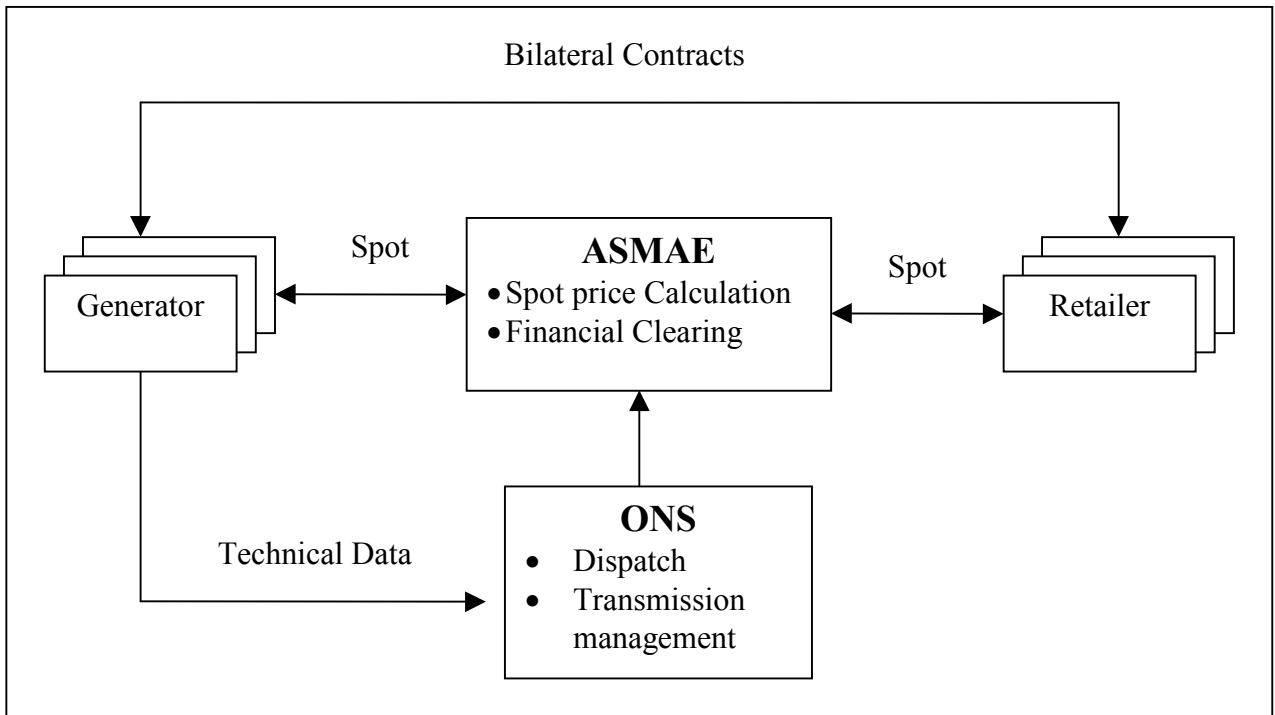 Bilateral Contracts
Spot
ASMAE
• Spot price Calculation
• Financial Clearing
Spot
Generator
Retailer
ONS
• Dispatch
• Transmission
management
Technical Data